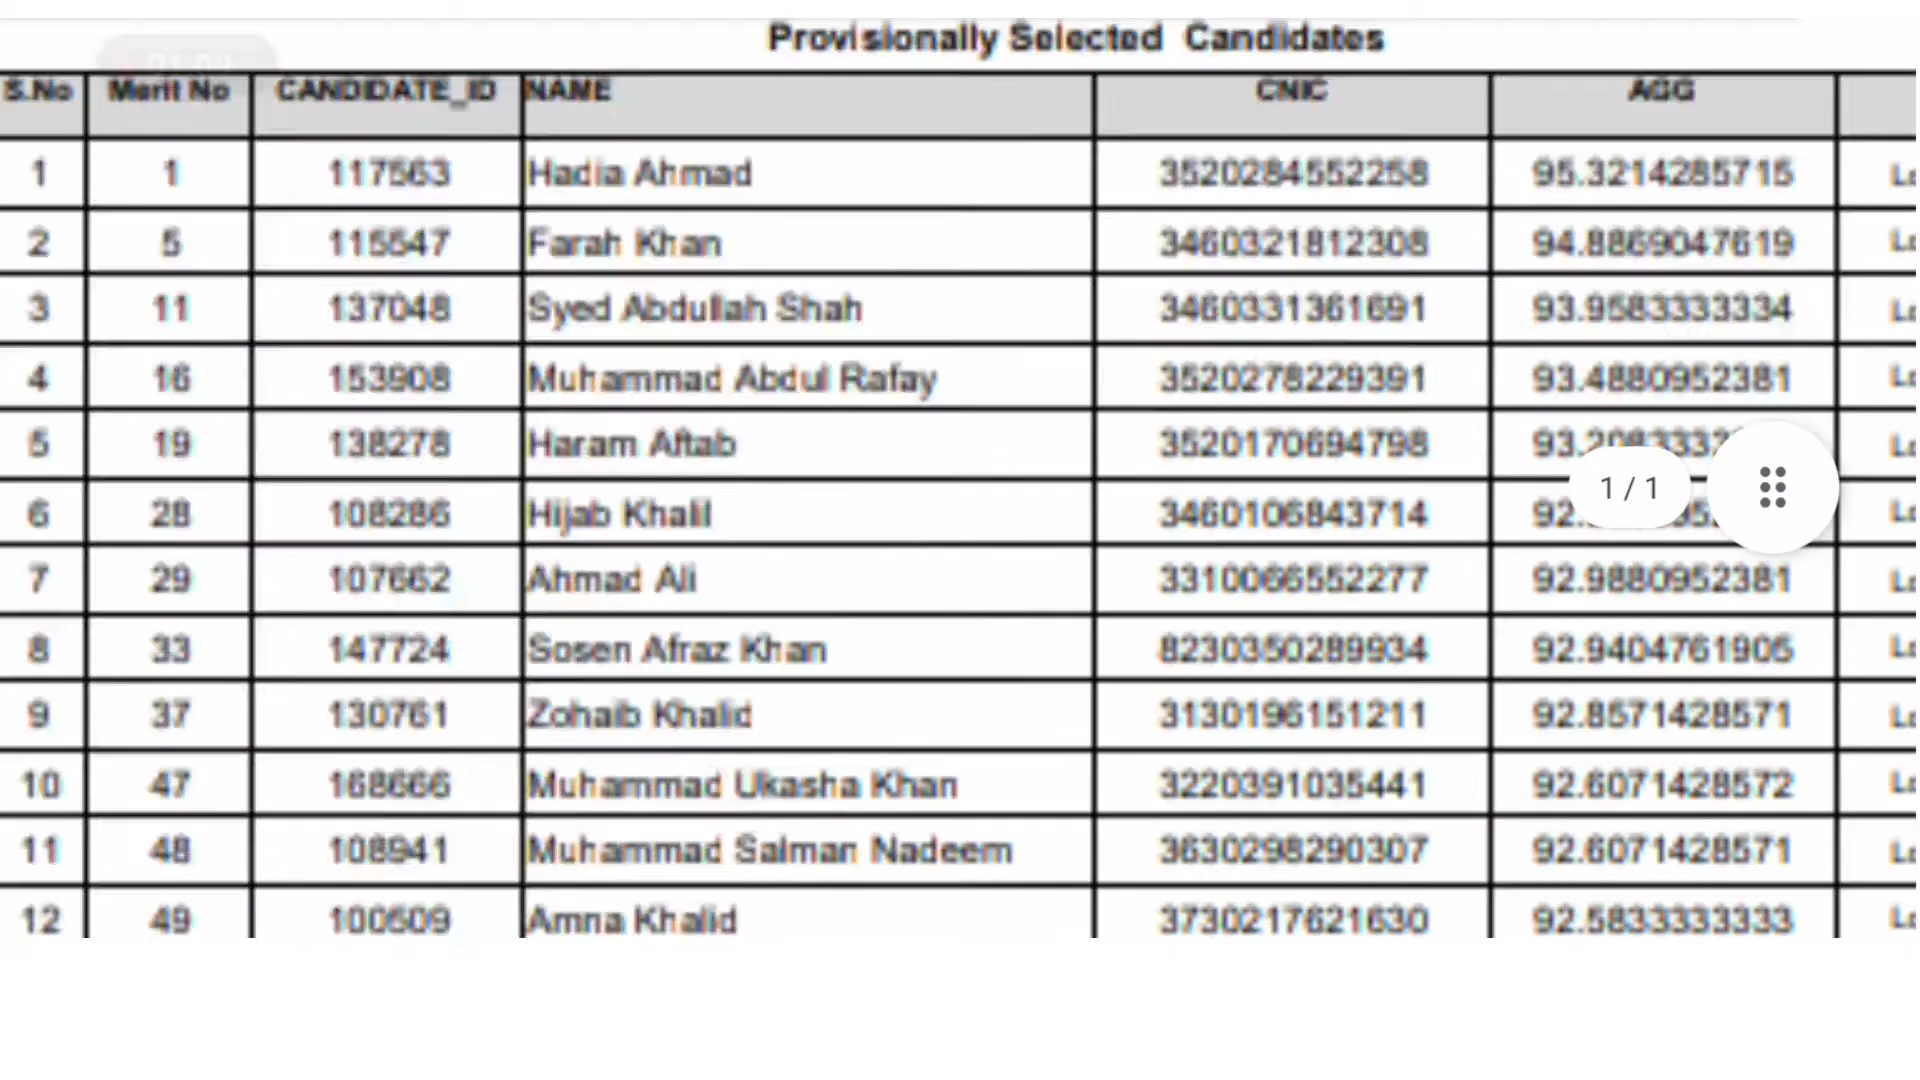 Provisionally Selected Candidates
S.No Merit No CANDIDATE_ID NAME CNIC AGG
1 1 117563 Hadia Ahmad 3520284552258 95.3214285715
2 5 115547 Farah Khan 3460321812308 94.8869047619
3 11 137048 Syed Abdullah Shah 3460331361691 93.9583333334
4 16 153908 Muhammad Abdul Rafay 3520278229391 93.4880952381
5 19 138278 Haram Aftab 3520170694798
1 / 1
6 28 108286 Hijab Khalil 3460106843714
7 29 107662 Ahmad Ali 3310066552277 92.9880952381
8 33 147724 Sosen Afraz Khan 8230350289934 92.9404761905
9 37 130761 Zohaib Khalid 3130196151211 92.8571428571
10 47 168666 Muhammad Ukasha Khan 3220391035441 92.6071428572
11 48 108941 Muhammad Salman Nadeem 3630298290307 92.6071428571
12 49 100509 Amna Khalid 3730217621630 92.5833333333